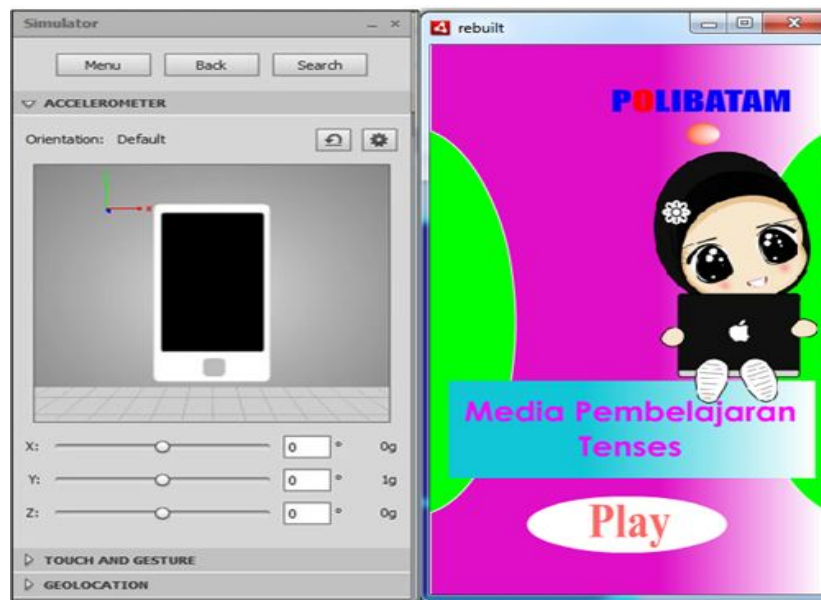 Simulator
Menu Back Search
ACCELEROMETER
Orientation: Default
X: 0 ° 0g
Y: 0 ° 1g
Z: 0 ° 0g
TOUCH AND GESTURE
GEOLOCATION
rebuilt
POLIBATAM
Media Pembelajaran
Tenses
Play